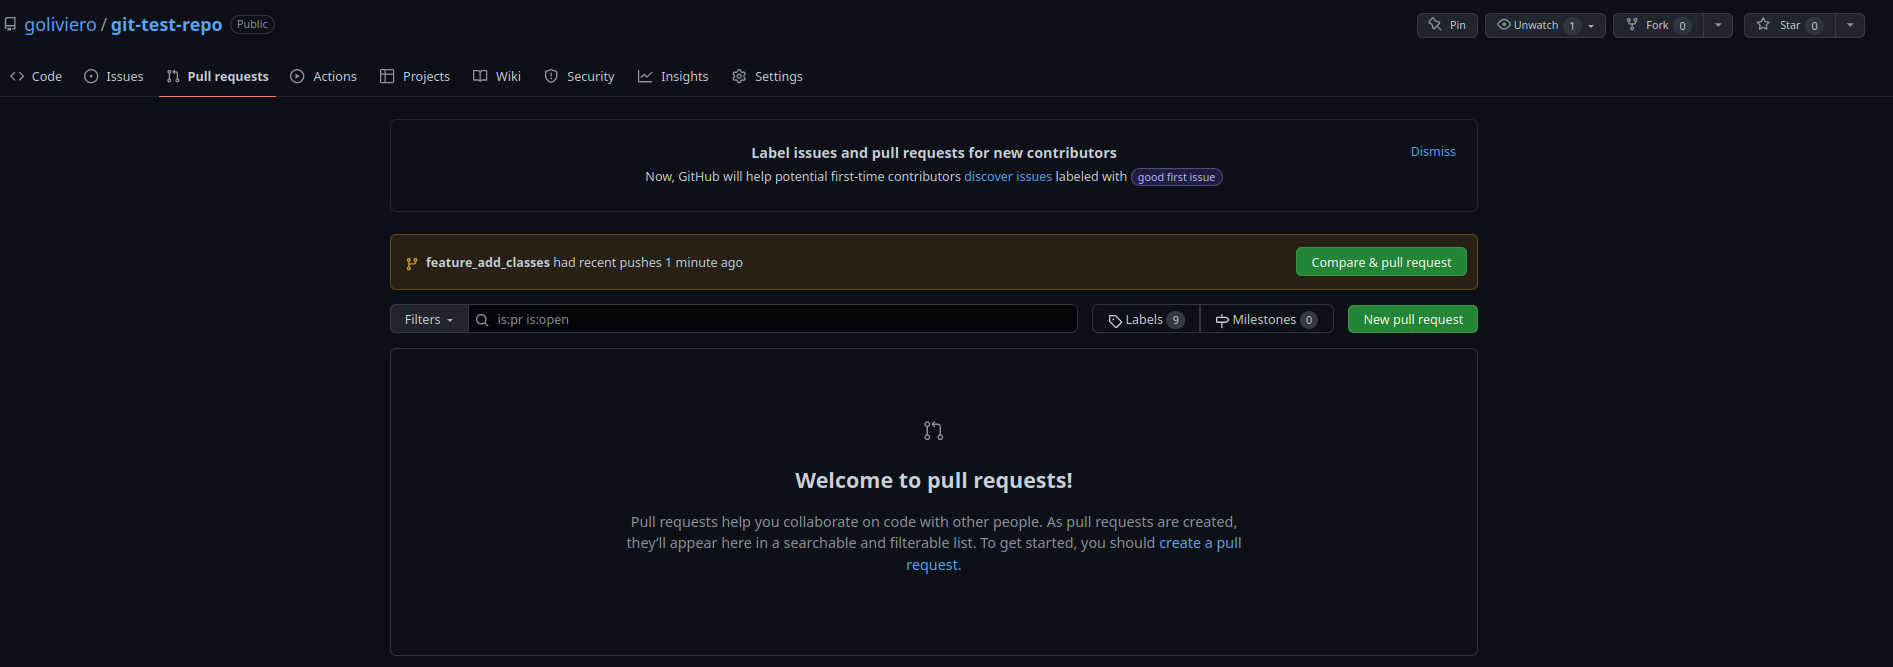 goliviero / git-test-repo Public
Pin Unwatch 1 Fork 0 Star 0
Code Issues Pull requests Actions Projects Wiki Security Insights Settings
Label issues and pull requests for new contributors
Dismiss
Now, GitHub will help potential first-time contributors discover issues labeled with good first issue
feature_add_classes had recent pushes 1 minute ago
Compare & pull request
Filters is:pr is:open Labels 9 Milestones 0 New pull request
Welcome to pull requests!
Pull requests help you collaborate on code with other people. As pull requests are created,
they'll appear here in a searchable and filterable list. To get started, you should create a pull
request.